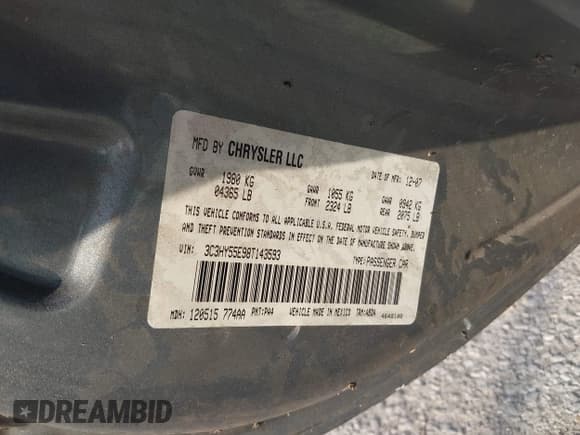 MFD BY CHRYSLER LLC
DATE OF MFR: 12-07
GVWR 1980 KG 04365 LB
GAWR FRONT 1055 KG 2324 LB
GAWR REAR 0942 KG 2075 LB
THIS VEHICLE CONFORMS TO ALL APPLICABLE U.S.A. FEDERAL MOTOR VEHICLE SAFETY, BUMPER
AND THEFT PREVENTION STANDARDS IN EFFECT ON THE DATE OF MANUFACTURE SHOWN ABOVE.
VIN: 3C3HY55E98T143593 TYPE: PASSENGER CAR
MDH: 120515 774AA PNT: PA4 VEHICLE MADE IN MEXICO TRM: A8DA
DREAMBID